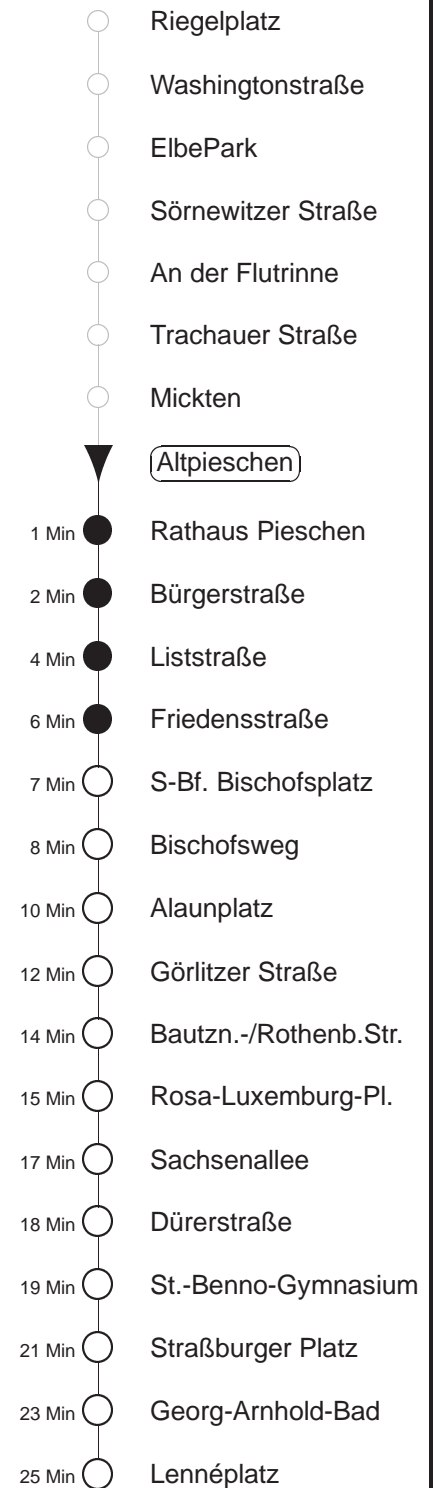 Riegelplatz
Washingtonstraße
ElbePark
Sörnewitzer Straße
An der Flutrinne
Trachauer Straße
Mickten
Altpieschen
1 Min Rathaus Pieschen
2 Min Bürgerstraße
4 Min Liststraße
6 Min Friedensstraße
7 Min S-Bf. Bischofsplatz
8 Min Bischofsweg
10 Min Alaunplatz
12 Min Görlitzer Straße
14 Min Bautzn.-/Rothenb.Str.
15 Min Rosa-Luxemburg-Pl.
17 Min Sachsenallee
18 Min Dürerstraße
19 Min St.-Benno-Gymnasium
21 Min Straßburger Platz
23 Min Georg-Arnhold-Bad
25 Min Lennéplatz